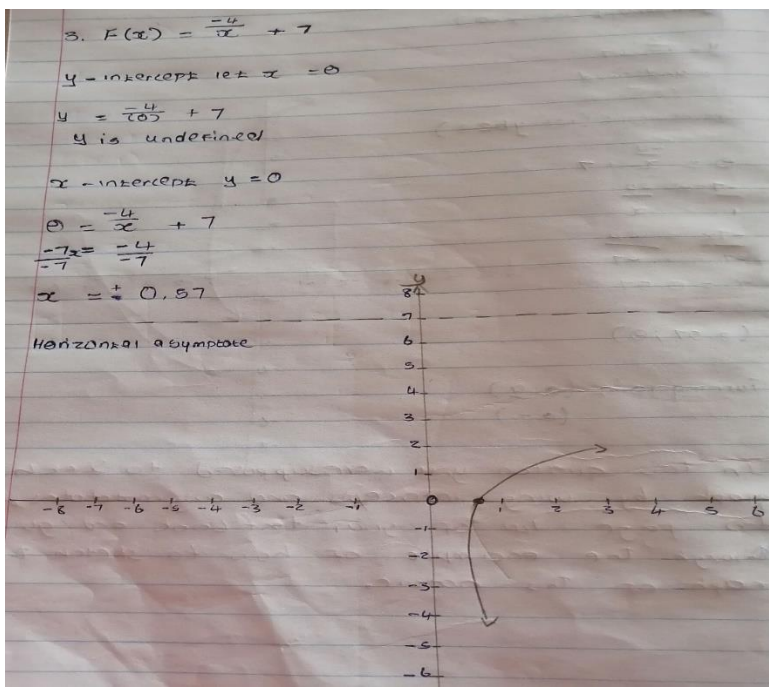 3. F(x) = -4/x + 7
y-intercept let x = 0
y = -4/(0) + 7
y is undefined
x-intercept y = 0
0 = -4/x + 7
-7x/-7 = -4/-7
x = ± 0,57
Horizontal asymptote
y
8
7
6
5
4
3
2
1
-8 -7 -6 -5 -4 -3 -2 -1 0 1 2 3 4 5 6
-1
-2
-3
-4
-5
-6